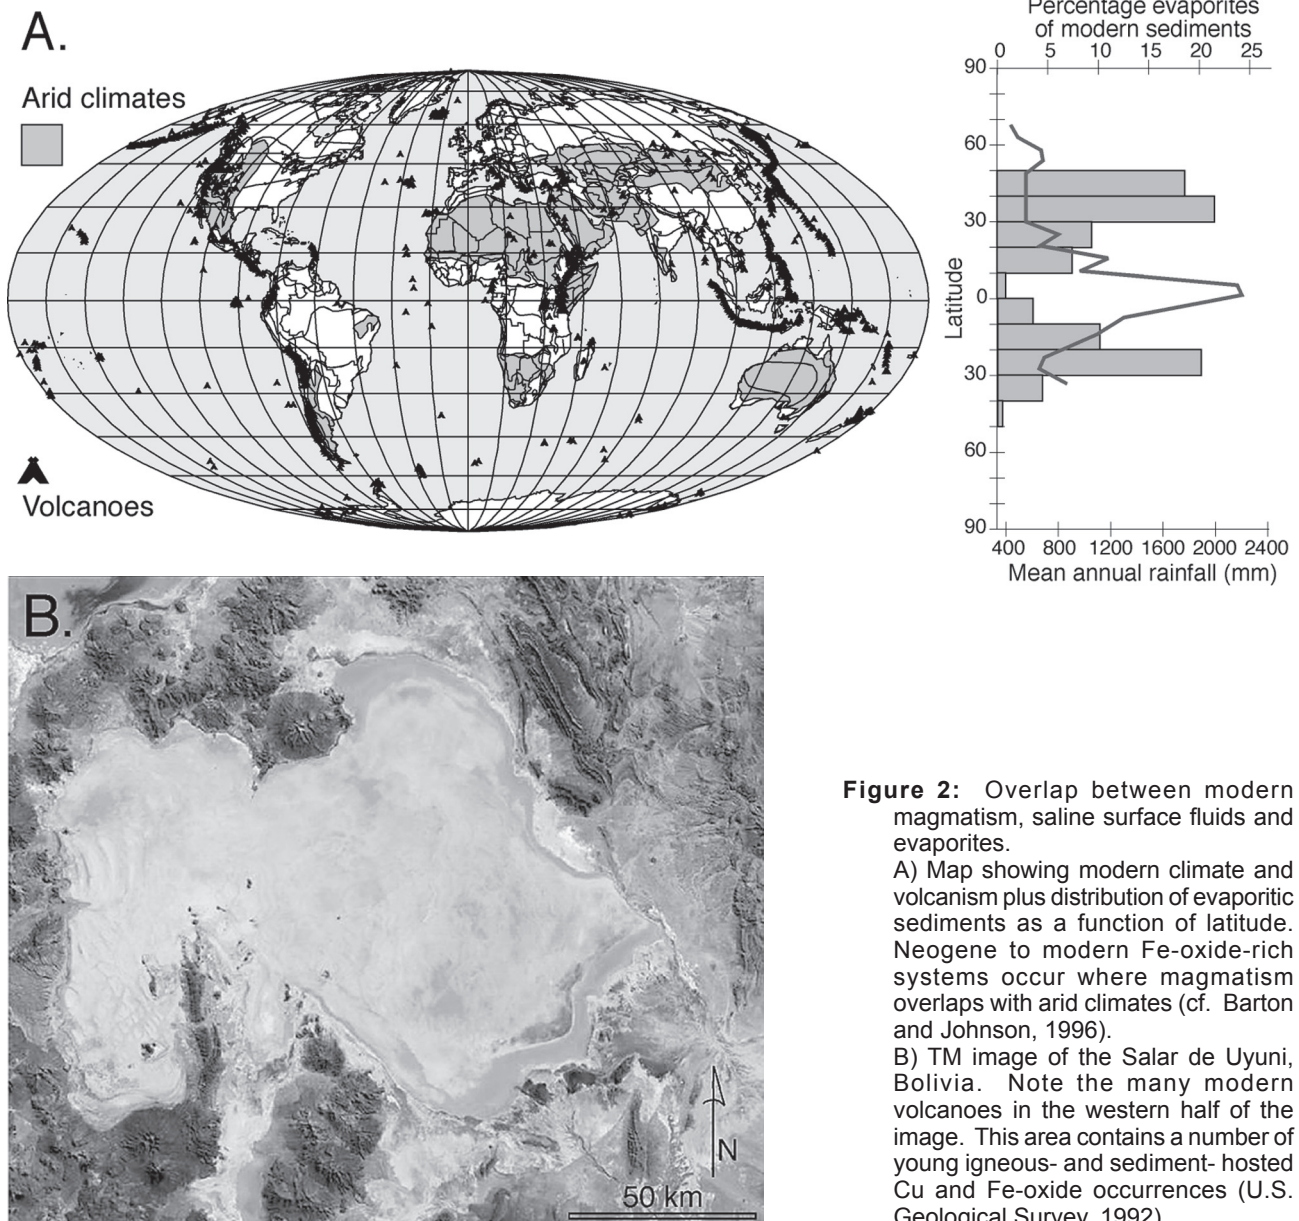 A.
Arid climates
Volcanoes
Percentage evaporites
of modern sediments
0 5 10 15 20 25
90
60
30
0
30
60
90
Latitude
400 800 1200 1600 2000 2400
Mean annual rainfall (mm)
B.
N
50 km
Figure 2: Overlap between modern
magmatism, saline surface fluids and
evaporites.
A) Map showing modern climate and
volcanism plus distribution of evaporitic
sediments as a function of latitude.
Neogene to modern Fe-oxide-rich
systems occur where magmatism
overlaps with arid climates (cf. Barton
and Johnson, 1996).
B) TM image of the Salar de Uyuni,
Bolivia. Note the many modern
volcanoes in the western half of the
image. This area contains a number of
young igneous- and sediment- hosted
Cu and Fe-oxide occurrences (U.S.
Geological Survey, 1992)